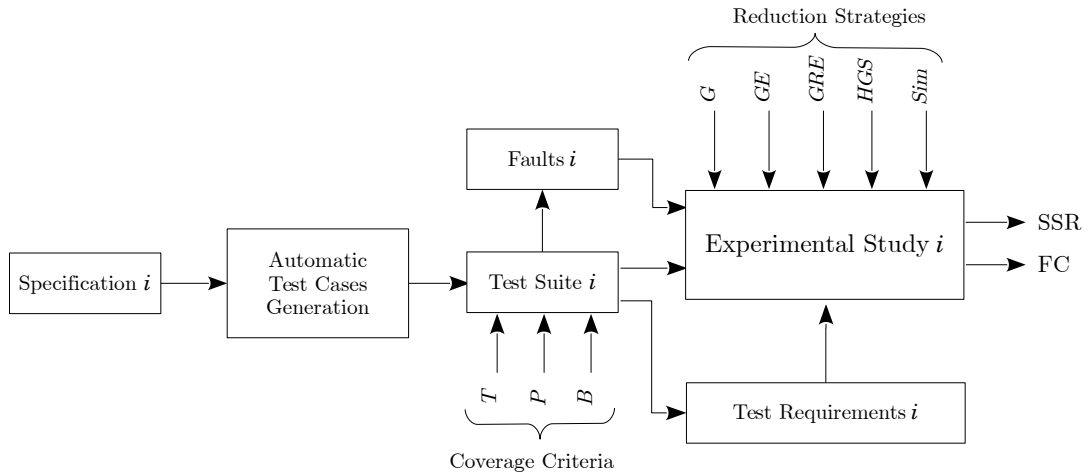 Reduction Strategies
G
GE
GRE
HGS
Sim
Faults i
Experimental Study i
SSR
FC
Specification i
Automatic
Test Cases
Generation
Test Suite i
T
P
B
Coverage Criteria
Test Requirements i